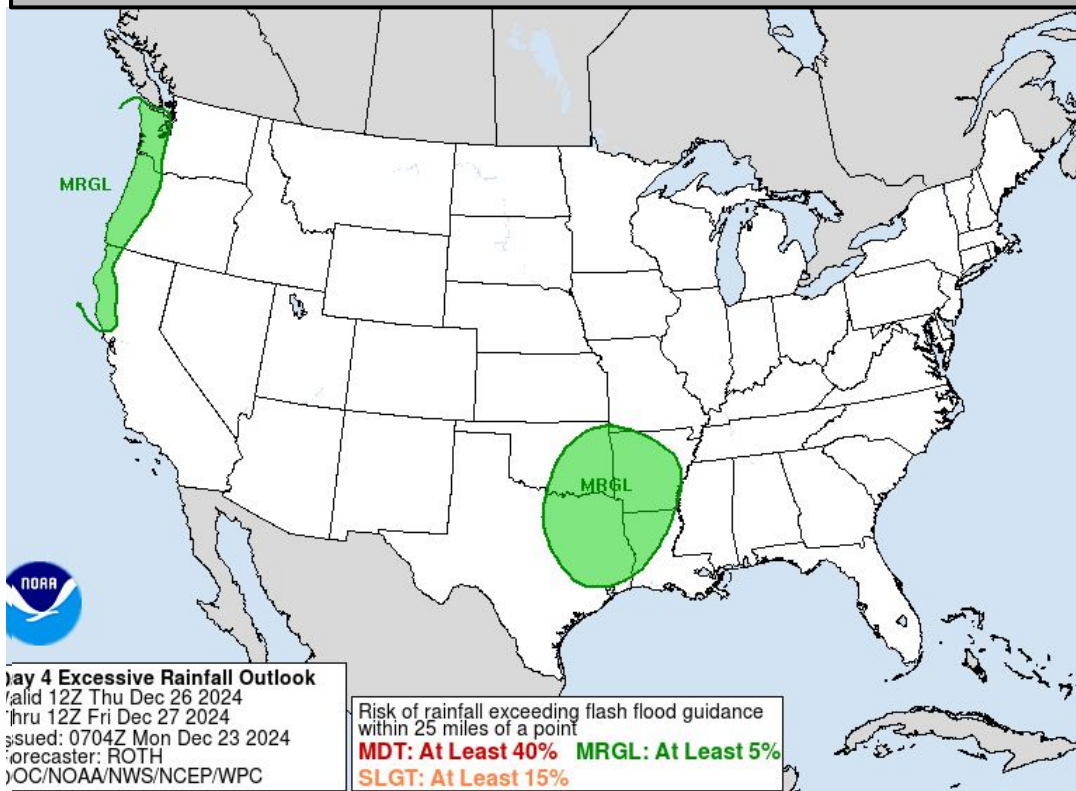 MRGL
MRGL
NOAA
ay 4 Excessive Rainfall Outlook
alid 12Z Thu Dec 26 2024
hru 12Z Fri Dec 27 2024
ssued: 0704Z Mon Dec 23 2024
orecaster: ROTH
OC/NOAA/NWS/NCEP/WPC
Risk of rainfall exceeding flash flood guidance
within 25 miles of a point
MDT: At Least 40% MRGL: At Least 5%
SLGT: At Least 15%